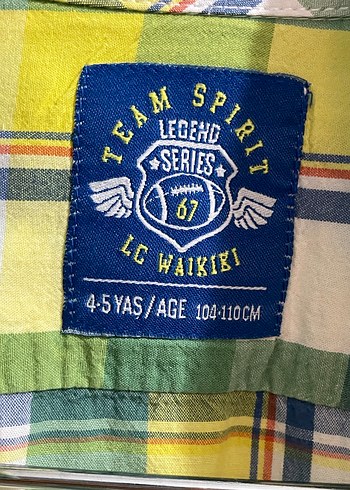 TEAM SPIRIT
LEGEND
SERIES
67
LC WAIKIKI
4-5 YAS/AGE 104-110 CM